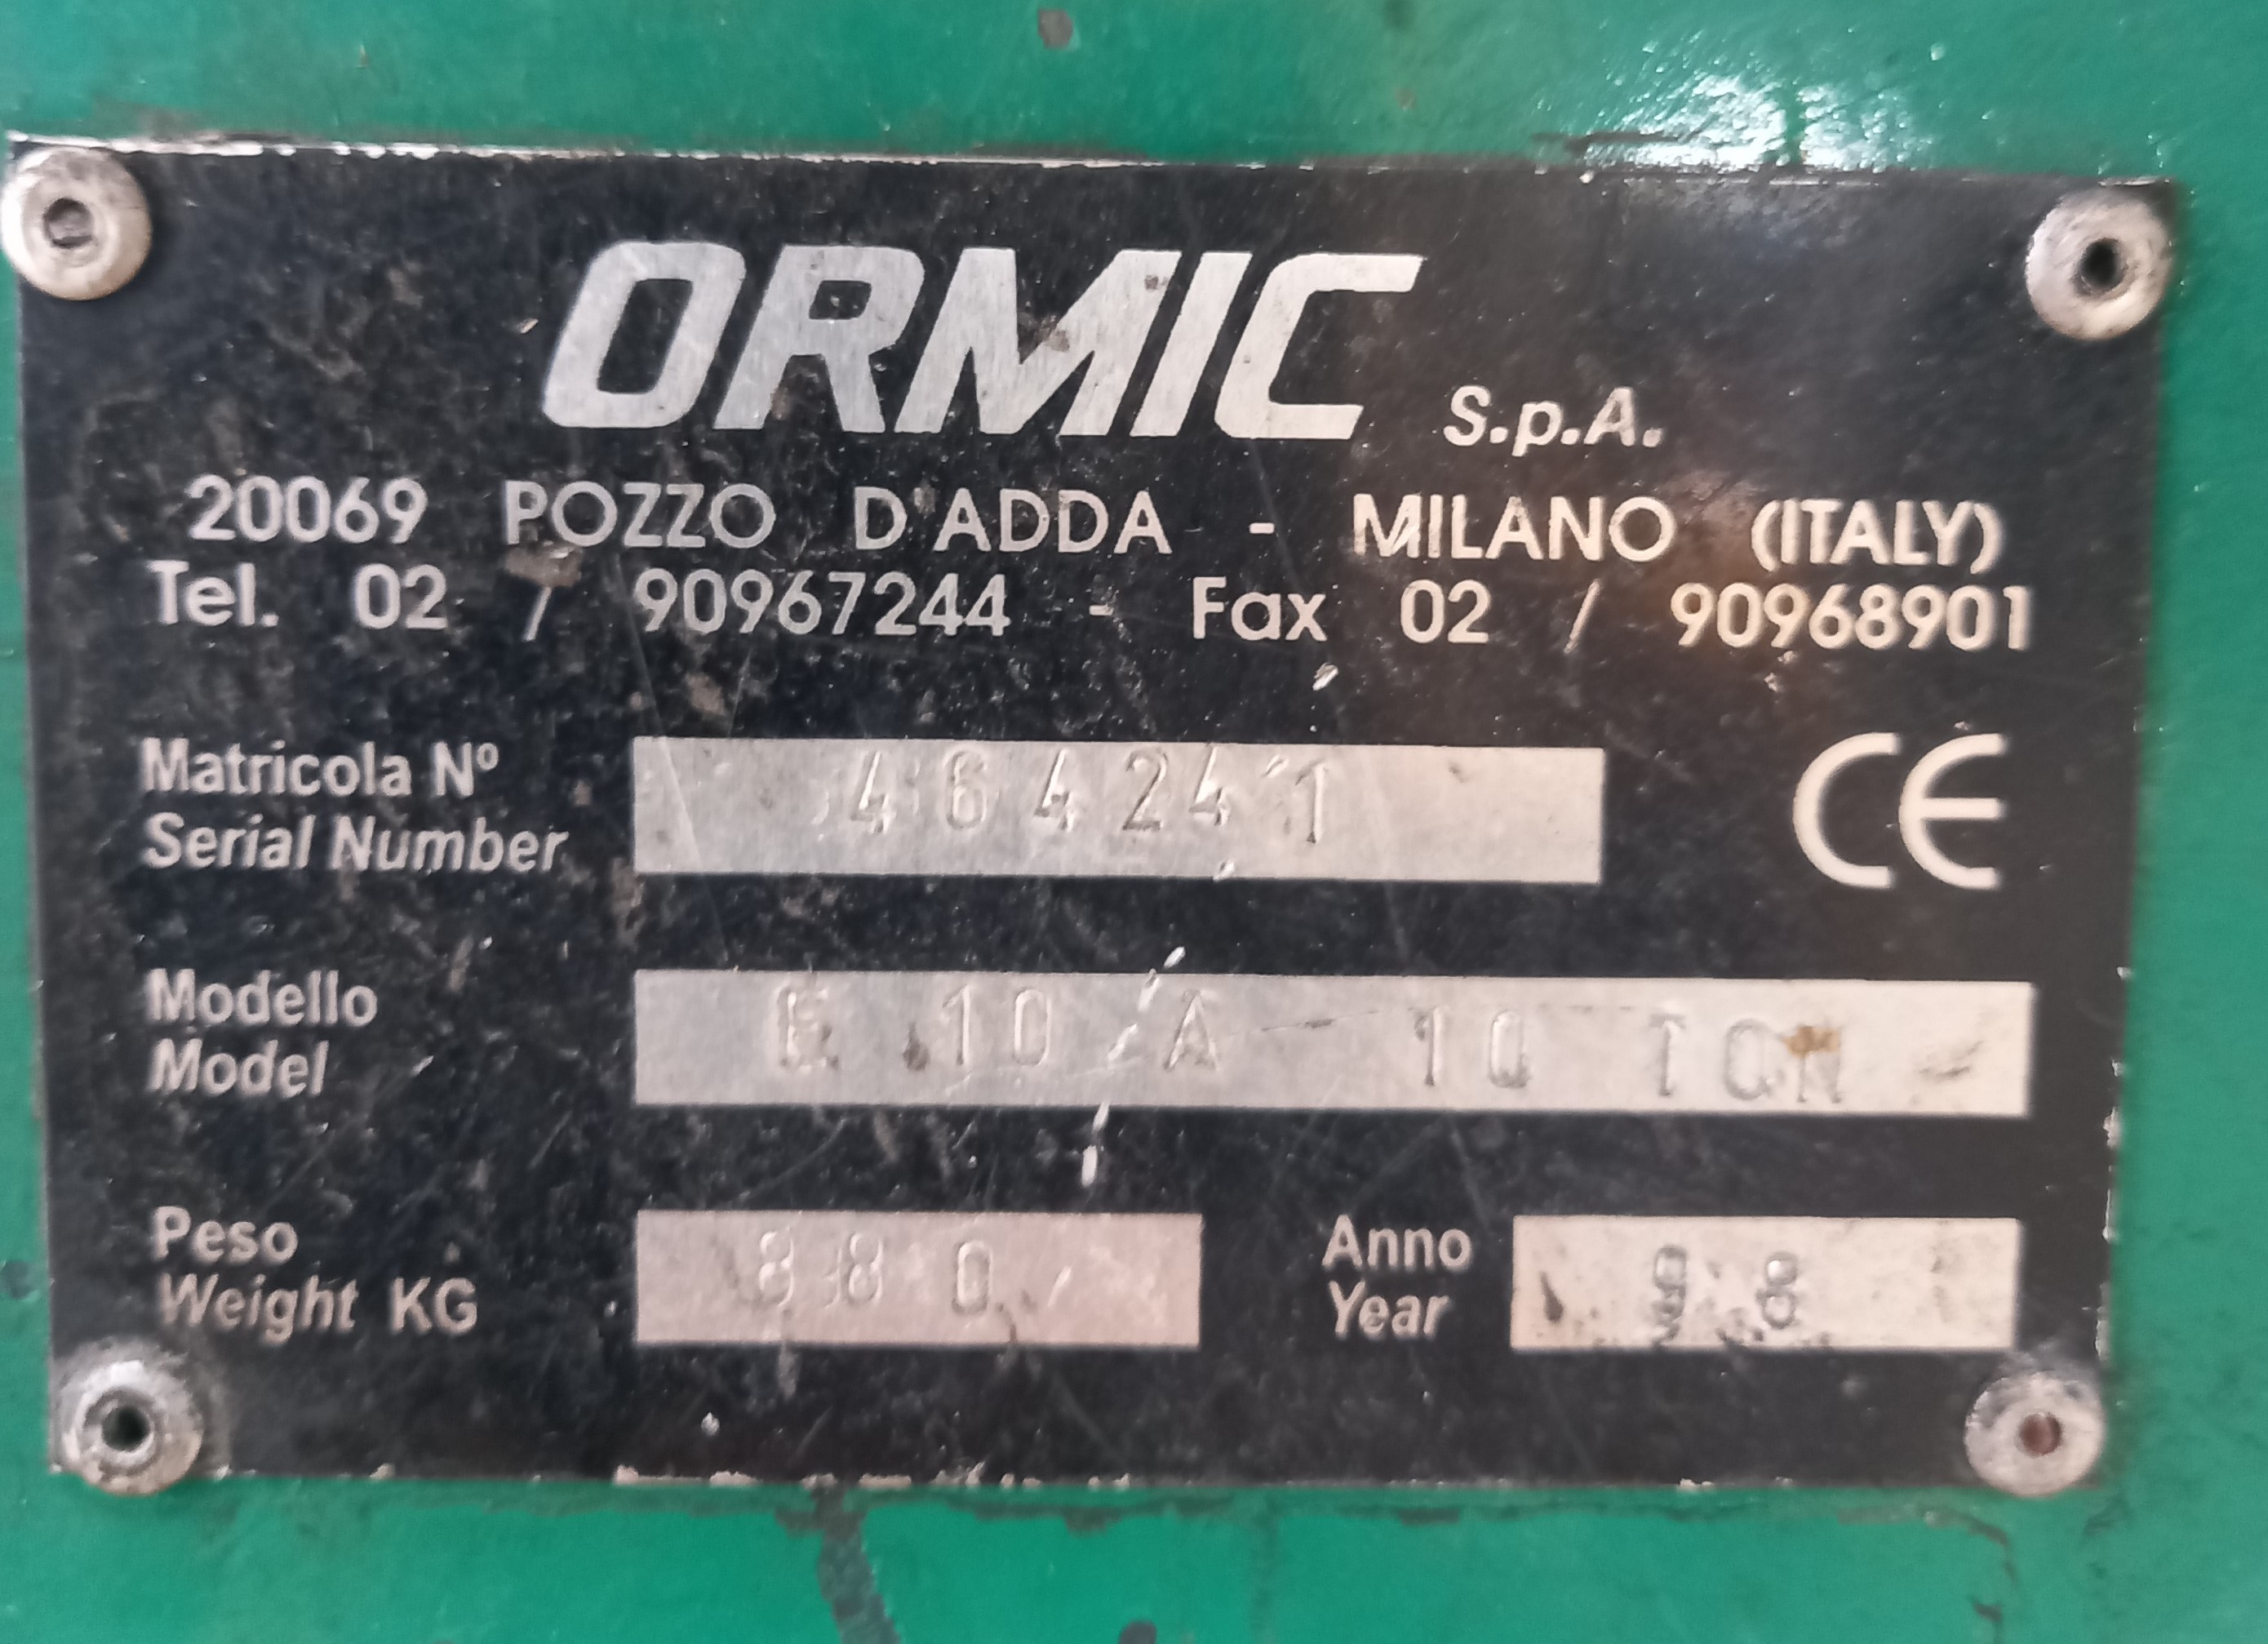 ORMIC S.p.A.
20069 POZZO D'ADDA - MILANO (ITALY)
Tel. 02 / 90967244 - Fax 02 / 90968901
Matricola Nº 464241
Serial Number
CE
Modello E 10 A 10 TON
Model
Peso 880
Weight KG
Anno
Year